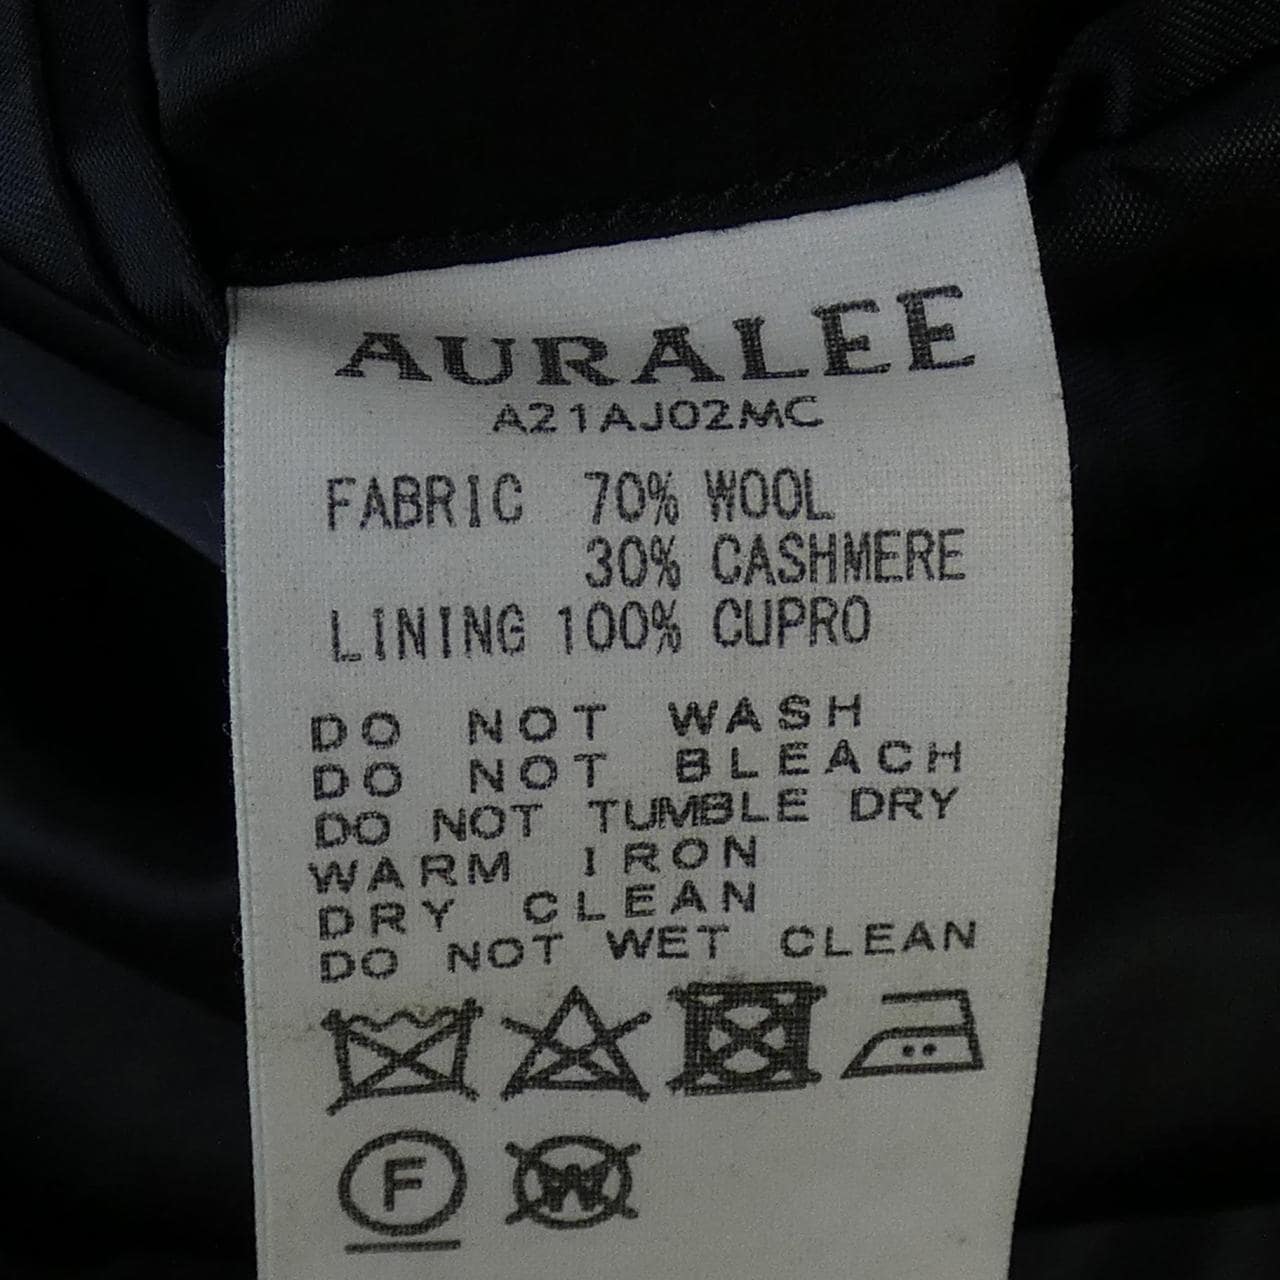 AURALEE
A21AJ02MC
FABRIC 70% WOOL
30% CASHMERE
LINING 100% CUPRO
DO NOT WASH
DO NOT BLEACH
DO NOT TUMBLE DRY
WARM IRON
DRY CLEAN
DO NOT WET CLEAN
F W